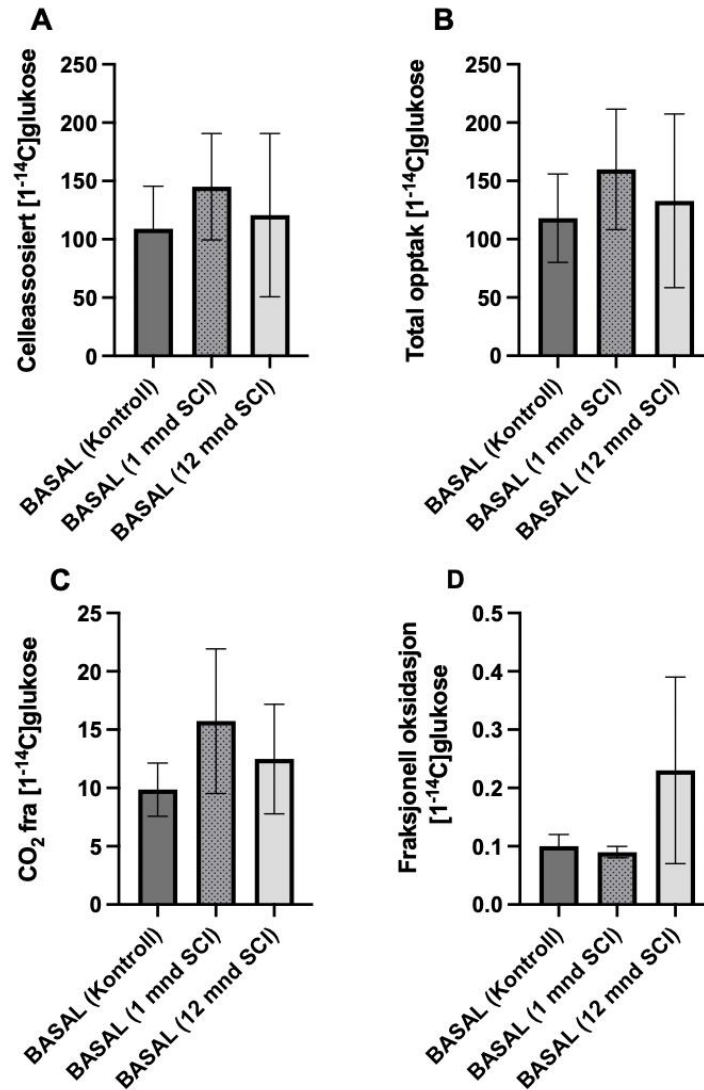 A
Celleassosiert [1-¹⁴C]glukose
250
200
150
100
50
0
BASAL (Kontroll)
BASAL (1 mnd SCI)
BASAL (12 mnd SCI)
B
Total opptak [1-¹⁴C]glukose
250
200
150
100
50
0
BASAL (Kontroll)
BASAL (1 mnd SCI)
BASAL (12 mnd SCI)
C
CO₂ fra [1-¹⁴C]glukose
25
20
15
10
5
0
BASAL (Kontroll)
BASAL (1 mnd SCI)
BASAL (12 mnd SCI)
D
Fraksjonell oksidasjon
[1-¹⁴C]glukose
0.5
0.4
0.3
0.2
0.1
0.0
BASAL (Kontroll)
BASAL (1 mnd SCI)
BASAL (12 mnd SCI)